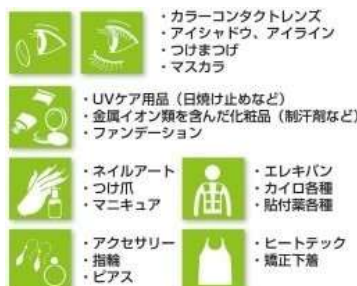 ・カラーコンタクトレンズ
・アイシャドウ、アイライン
・つけまつげ
・マスカラ
・UVケア用品（日焼け止めなど）
・金属イオン類を含んだ化粧品（制汗剤など）
・ファンデーション
・ネイルアート
・つけ爪
・マニキュア
・エレキバン
・カイロ各種
・貼付薬各種
・アクセサリー
・指輪
・ピアス
・ヒートテック
・矯正下着